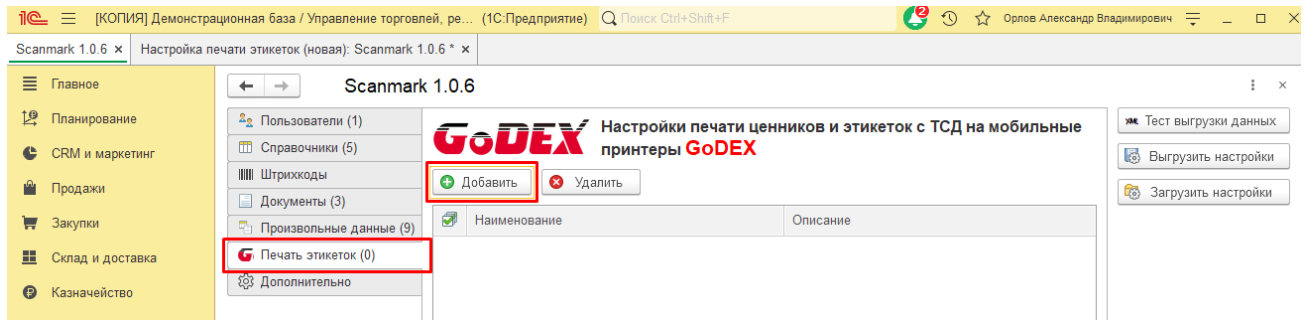 1С [КОПИЯ] Демонстрационная база / Управление торговлей, ре... (1С:Предприятие) Поиск Ctrl+Shift+F 2 Орлов Александр Владимирович
Scanmark 1.0.6 × Настройка печати этикеток (новая): Scanmark 1.0.6 * ×
Главное
Планирование
CRM и маркетинг
Продажи
Закупки
Склад и доставка
Казначейство
Scanmark 1.0.6
Пользователи (1)
Справочники (5)
Штрихкоды
Документы (3)
Произвольные данные (9)
Печать этикеток (0)
Дополнительно
GoDEX
Настройки печати ценников и этикеток с ТСД на мобильные
принтеры GoDEX
Добавить Удалить
Наименование Описание
XML Тест выгрузки данных
Выгрузить настройки
Загрузить настройки